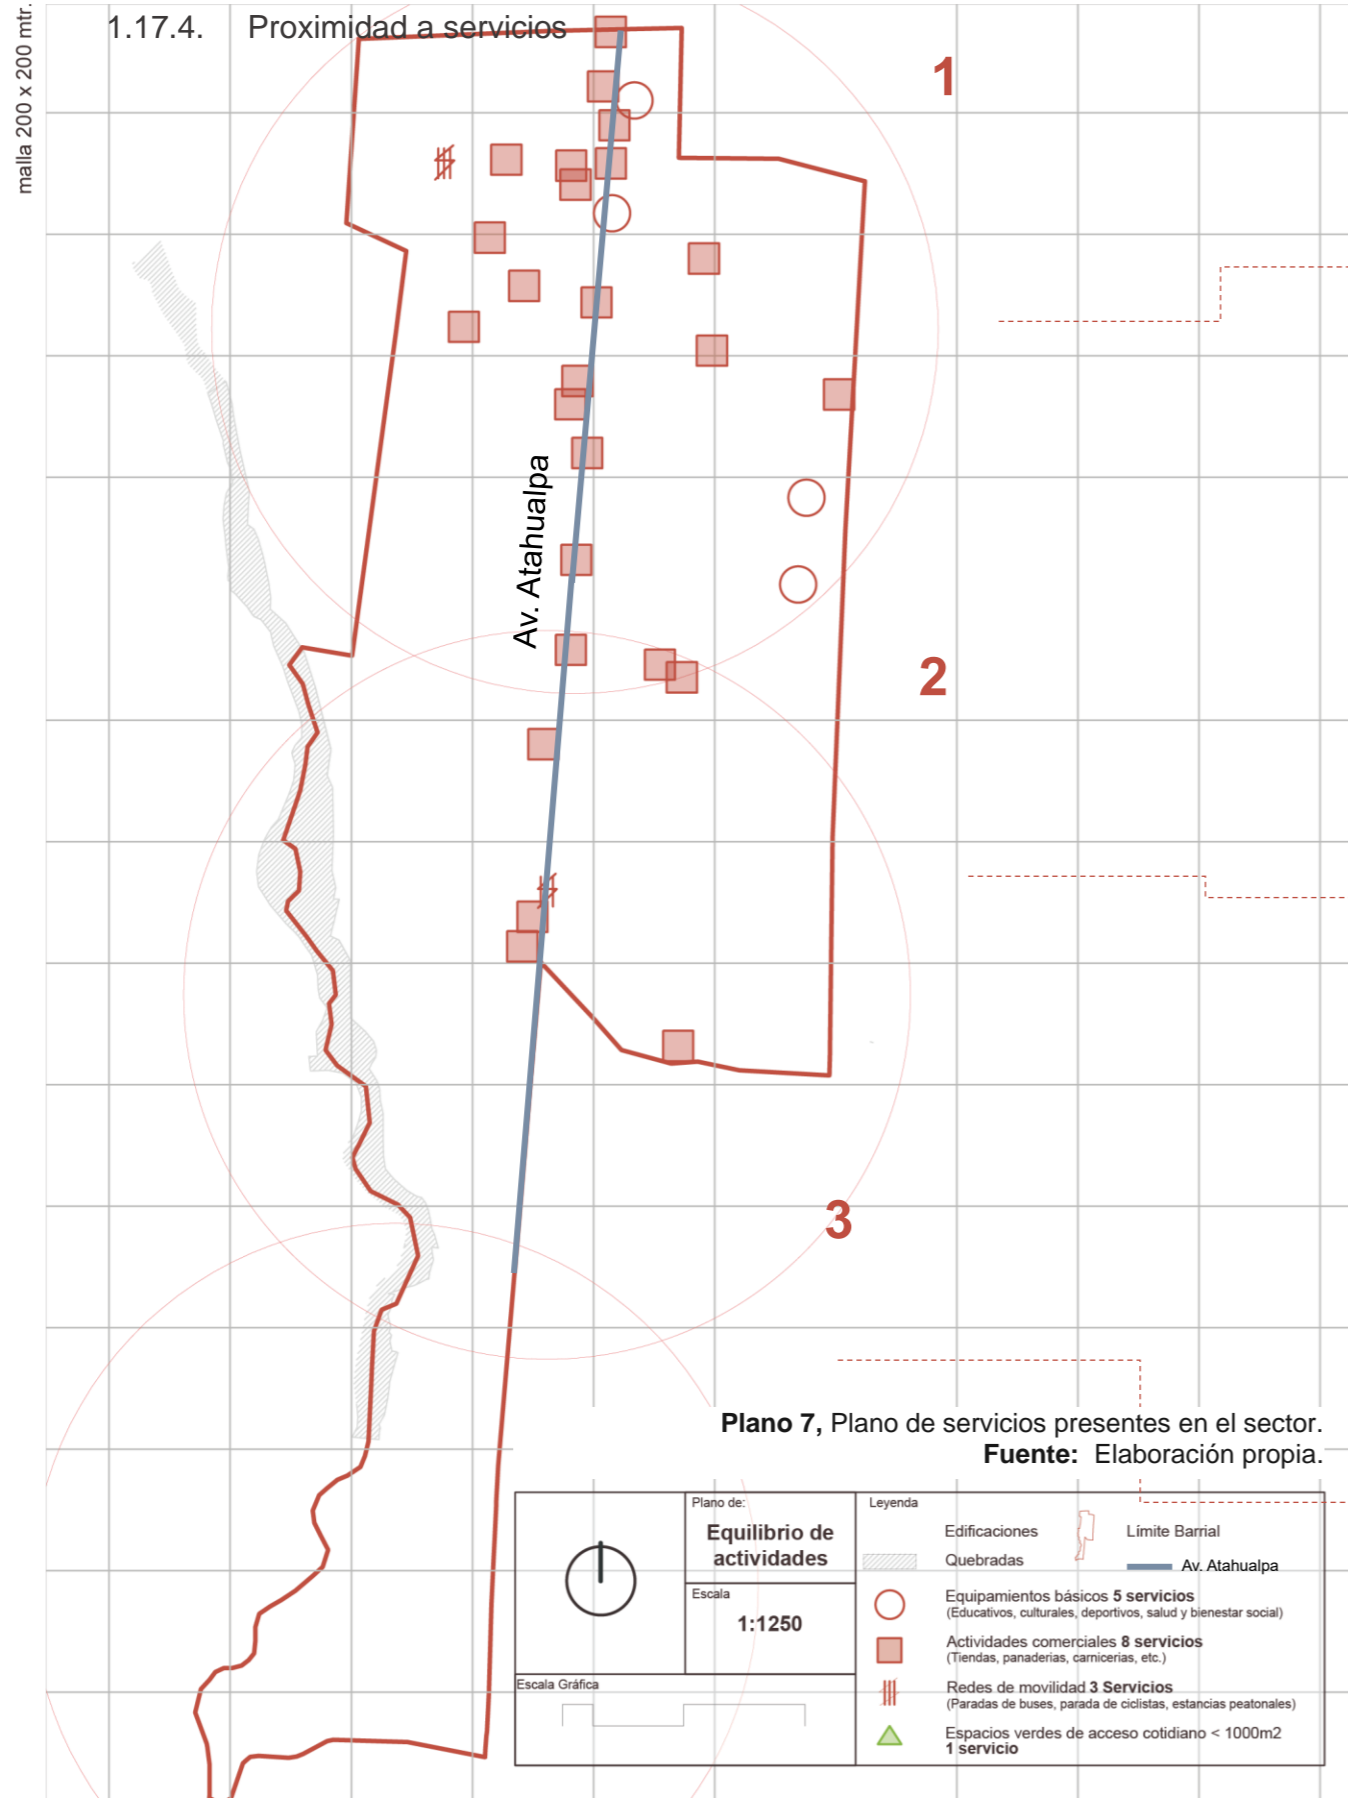 malla 200 x 200 mtr.
1.17.4. Proximidad a servicios
1
Av. Atahualpa
2
3
Plano 7, Plano de servicios presentes en el sector.
Fuente: Elaboración propia.
Plano de:
Equilibrio de
actividades
Escala
1:1250
Escala Gráfica
Leyenda
Edificaciones
Límite Barrial
Quebradas
Av. Atahualpa
Equipamientos básicos 5 servicios
(Educativos, culturales, deportivos, salud y bienestar social)
Actividades comerciales 8 servicios
(Tiendas, panaderias, carnicerias, etc.)
Redes de movilidad 3 Servicios
(Paradas de buses, parada de ciclistas, estancias peatonales)
Espacios verdes de acceso cotidiano < 1000m2
1 servicio